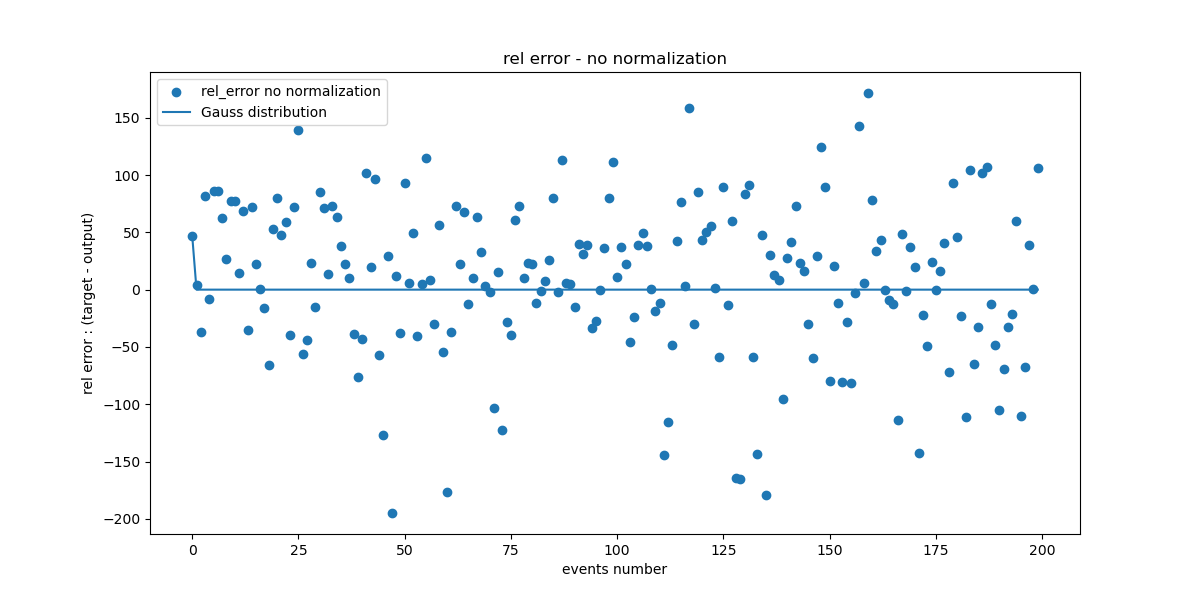 rel error - no normalization
rel_error no normalization
Gauss distribution
rel error : (target - output)
150
100
50
0
−50
−100
−150
−200
0 25 50 75 100 125 150 175 200
events number